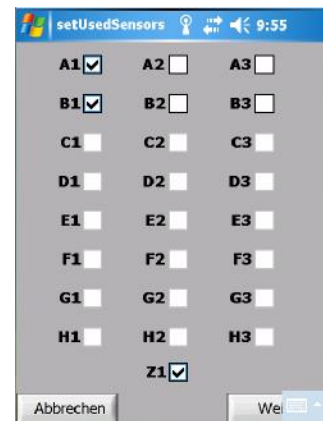 setUsedSensors 9:55
A1 A2 A3
B1 B2 B3
C1 C2 C3
D1 D2 D3
E1 E2 E3
F1 F2 F3
G1 G2 G3
H1 H2 H3
Z1
Abbrechen